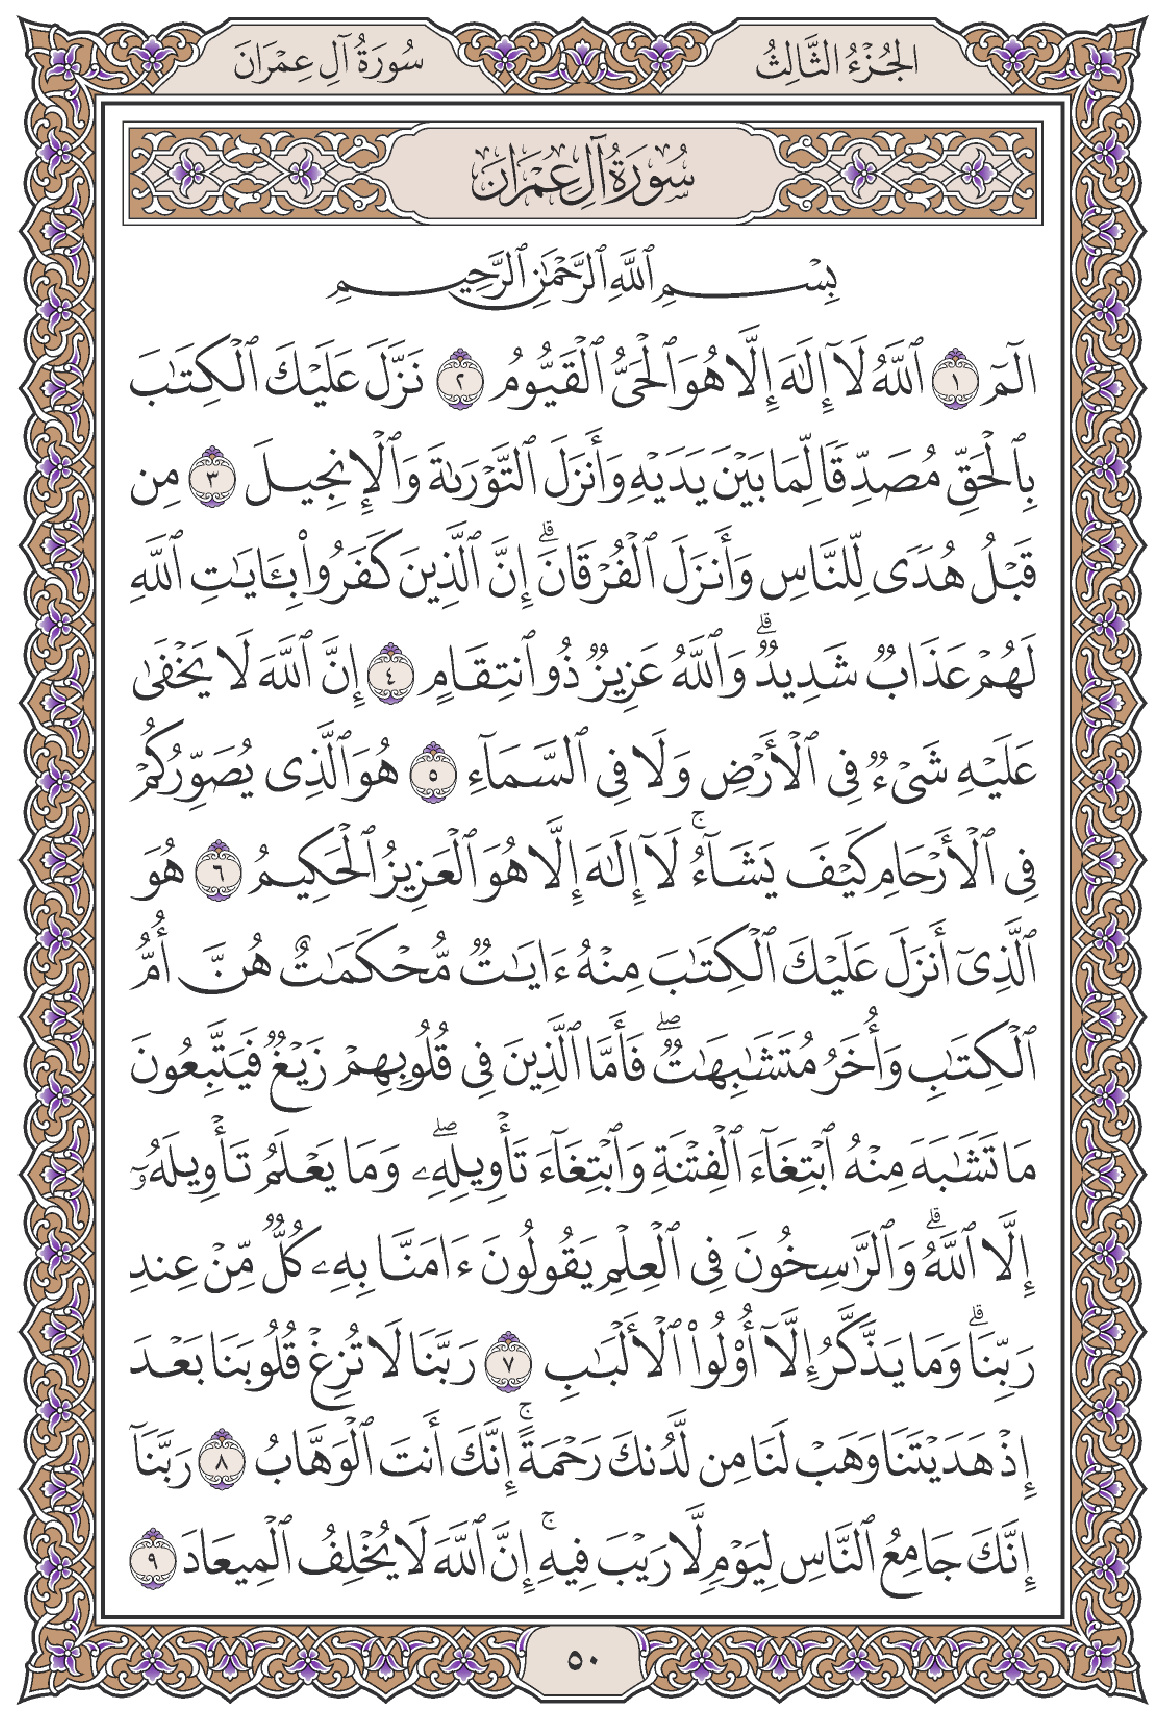 الجُزْءُ الثَّالِثُ
سُورَةُ آلِ عِمْرَانَ
سُورَةُ آلِ عِمْرَان
بِسْمِ ٱللَّهِ ٱلرَّحْمَٰنِ ٱلرَّحِيمِ
الٓمٓ ١ ٱللَّهُ لَآ إِلَٰهَ إِلَّا هُوَ ٱلْحَىُّ ٱلْقَيُّومُ ٢ نَزَّلَ عَلَيْكَ ٱلْكِتَٰبَ
بِٱلْحَقِّ مُصَدِّقًا لِّمَا بَيْنَ يَدَيْهِ وَأَنزَلَ ٱلتَّوْرَىٰةَ وَٱلْإِنجِيلَ ٣ مِن
قَبْلُ هُدًى لِّلنَّاسِ وَأَنزَلَ ٱلْفُرْقَانَ ۗ إِنَّ ٱلَّذِينَ كَفَرُوا۟ بِـَٔايَٰتِ ٱللَّهِ
لَهُمْ عَذَابٌ شَدِيدٌ ۗ وَٱللَّهُ عَزِيزٌ ذُو ٱنتِقَامٍ ٤ إِنَّ ٱللَّهَ لَا يَخْفَىٰ
عَلَيْهِ شَىْءٌ فِى ٱلْأَرْضِ وَلَا فِى ٱلسَّمَآءِ ٥ هُوَ ٱلَّذِى يُصَوِّرُكُمْ
فِى ٱلْأَرْحَامِ كَيْفَ يَشَآءُ ۚ لَآ إِلَٰهَ إِلَّا هُوَ ٱلْعَزِيزُ ٱلْحَكِيمُ ٦ هُوَ
ٱلَّذِىٓ أَنزَلَ عَلَيْكَ ٱلْكِتَٰبَ مِنْهُ ءَايَٰتٌ مُّحْكَمَٰتٌ هُنَّ أُمُّ
ٱلْكِتَٰبِ وَأُخَرُ مُتَشَٰبِهَٰتٌ ۖ فَأَمَّا ٱلَّذِينَ فِى قُلُوبِهِمْ زَيْغٌ فَيَتَّبِعُونَ
مَا تَشَٰبَهَ مِنْهُ ٱبْتِغَآءَ ٱلْفِتْنَةِ وَٱبْتِغَآءَ تَأْوِيلِهِۦ ۖ وَمَا يَعْلَمُ تَأْوِيلَهُۥٓ
إِلَّا ٱللَّهُ ۗ وَٱلرَّٰسِخُونَ فِى ٱلْعِلْمِ يَقُولُونَ ءَامَنَّا بِهِۦ كُلٌّ مِّنْ عِندِ
رَبِّنَا ۗ وَمَا يَذَّكَّرُ إِلَّآ أُو۟لُوا۟ ٱلْأَلْبَٰبِ ٧ رَبَّنَا لَا تُزِغْ قُلُوبَنَا بَعْدَ
إِذْ هَدَيْتَنَا وَهَبْ لَنَا مِن لَّدُنكَ رَحْمَةً ۚ إِنَّكَ أَنتَ ٱلْوَهَّابُ ٨ رَبَّنَآ
إِنَّكَ جَامِعُ ٱلنَّاسِ لِيَوْمٍ لَّا رَيْبَ فِيهِ ۚ إِنَّ ٱللَّهَ لَا يُخْلِفُ ٱلْمِيعَادَ ٩
٥٠